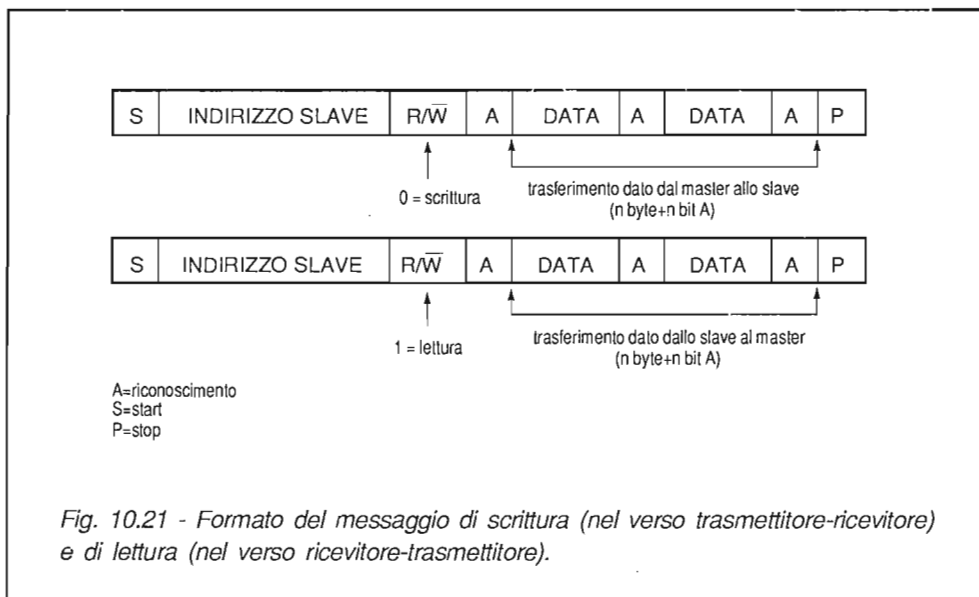 S INDIRIZZO SLAVE R/W̅ A DATA A DATA A P
0 = scrittura
trasferimento dato dal master allo slave
(n byte+n bit A)
S INDIRIZZO SLAVE R/W̅ A DATA A DATA A P
1 = lettura
trasferimento dato dallo slave al master
(n byte+n bit A)
A=riconoscimento
S=start
P=stop
Fig. 10.21 - Formato del messaggio di scrittura (nel verso trasmettitore-ricevitore)
e di lettura (nel verso ricevitore-trasmettitore).